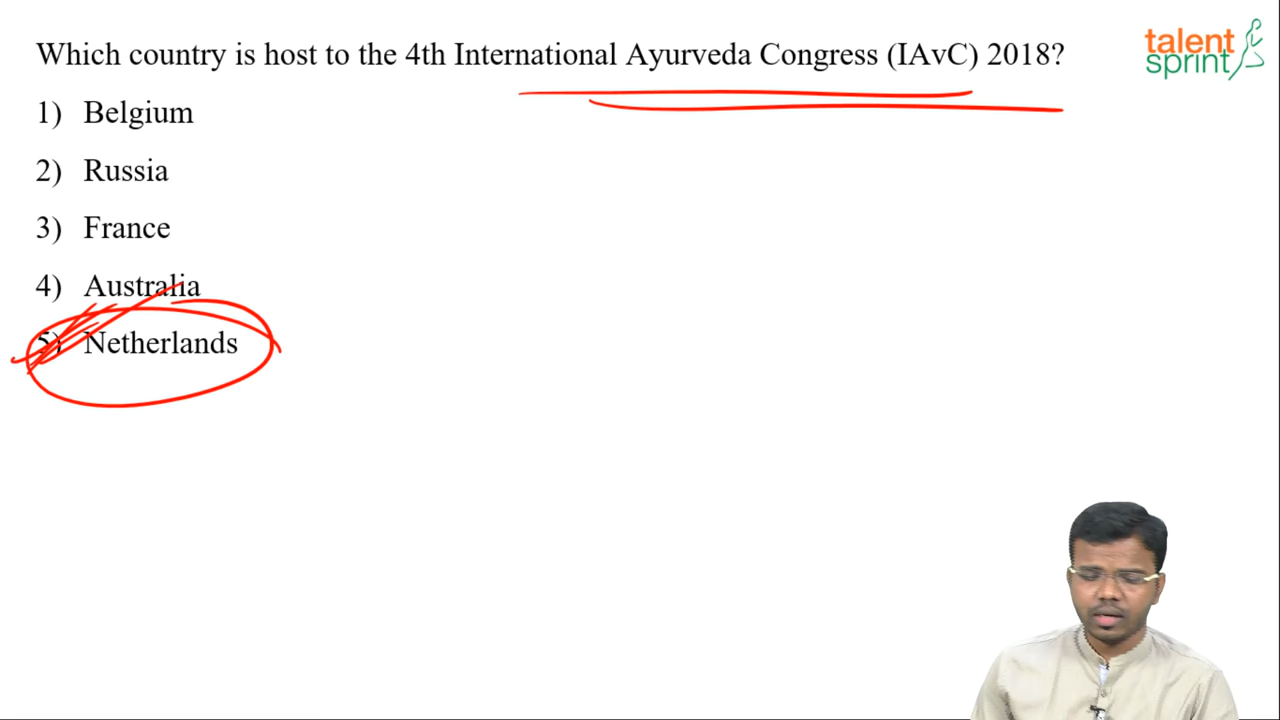 Which country is host to the 4th International Ayurveda Congress (IAvC) 2018?
talent
sprint
1) Belgium
2) Russia
3) France
4) Australia
5) Netherlands